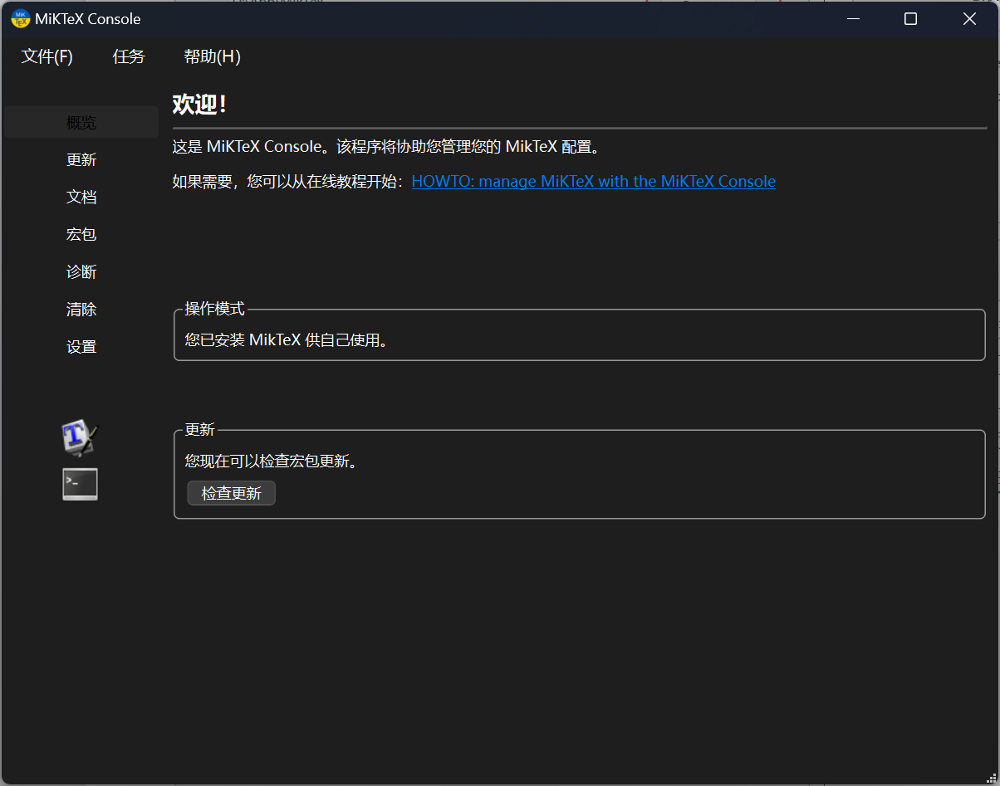 MiKTeX Console
文件(F) 任务 帮助(H)
概览
更新
文档
宏包
诊断
清除
设置
欢迎！
这是 MiKTeX Console。该程序将协助您管理您的 MikTeX 配置。
如果需要，您可以从在线教程开始：HOWTO: manage MiKTeX with the MiKTeX Console
操作模式
您已安装 MikTeX 供自己使用。
更新
您现在可以检查宏包更新。
检查更新